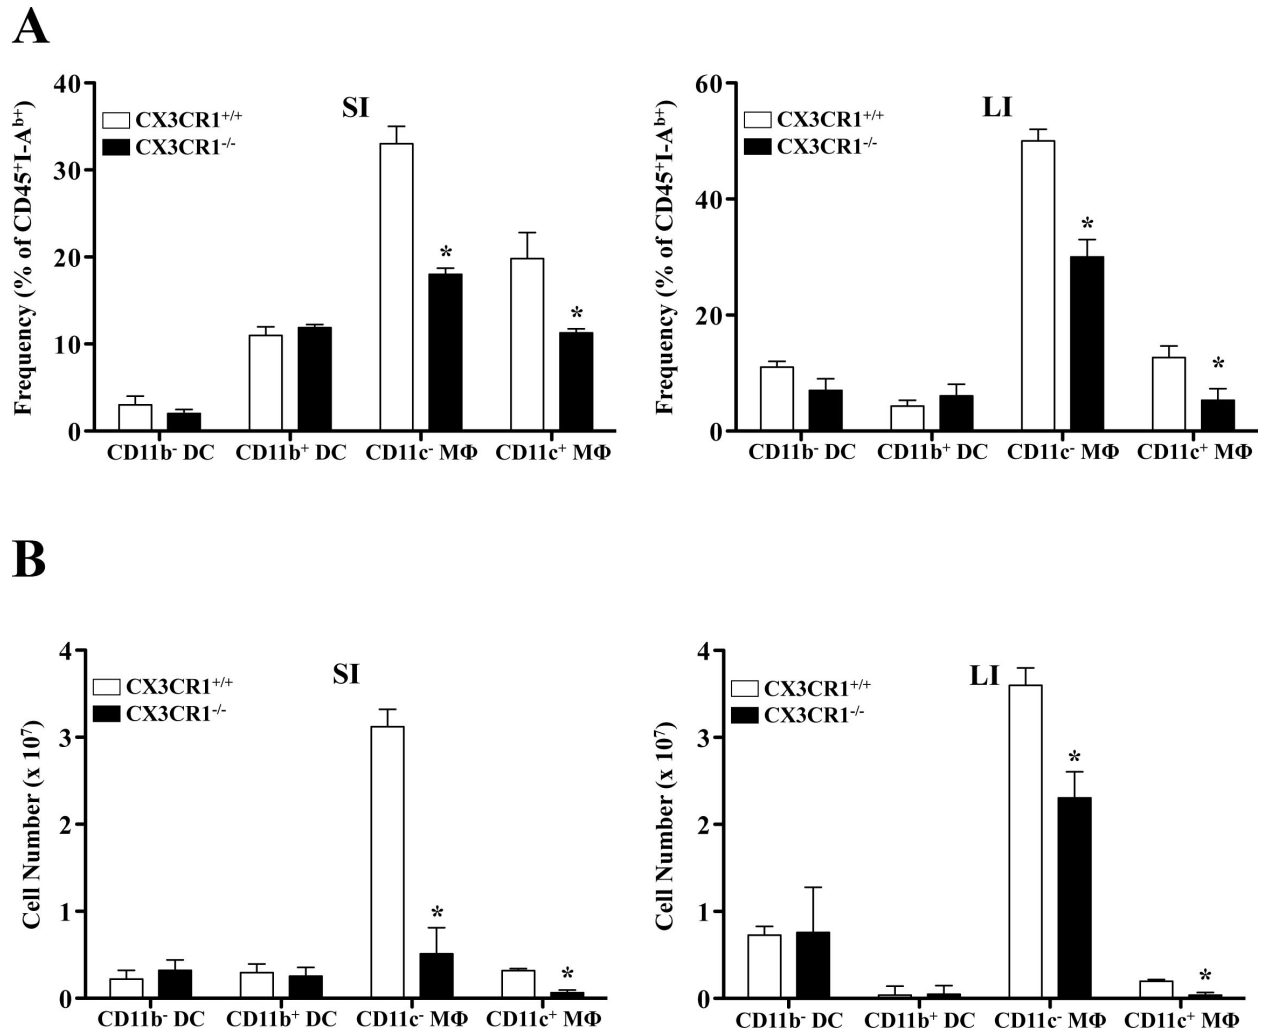 A
Frequency (% of CD45⁺I-Aᵇ⁺)
40
30
20
10
0
CX3CR1⁺/⁺
CX3CR1⁻/⁻
SI
*
*
CD11b⁻ DC CD11b⁺ DC CD11c⁻ MΦ CD11c⁺ MΦ
Frequency (% of CD45⁺I-Aᵇ⁺)
60
40
20
0
CX3CR1⁺/⁺
CX3CR1⁻/⁻
LI
*
*
CD11b⁻ DC CD11b⁺ DC CD11c⁻ MΦ CD11c⁺ MΦ
B
Cell Number (x 10⁷)
4
3
2
1
0
CX3CR1⁺/⁺
CX3CR1⁻/⁻
SI
*
*
CD11b⁻ DC CD11b⁺ DC CD11c⁻ MΦ CD11c⁺ MΦ
Cell Number (x 10⁷)
4
3
2
1
0
CX3CR1⁺/⁺
CX3CR1⁻/⁻
LI
*
*
CD11b⁻ DC CD11b⁺ DC CD11c⁻ MΦ CD11c⁺ MΦ